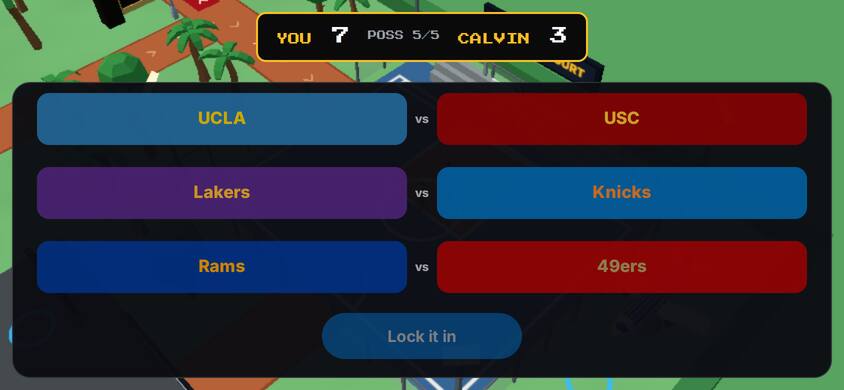 YOU 7 POSS 5/5 CALVIN 3
UCLA vs USC
Lakers vs Knicks
Rams vs 49ers
Lock it in